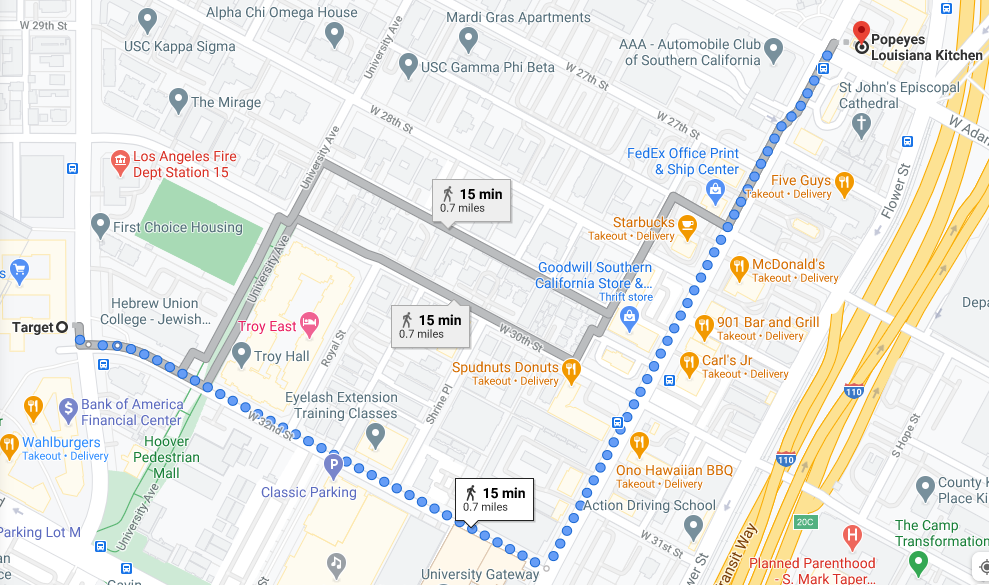 W 29th St
Alpha Chi Omega House
Mardi Gras Apartments
USC Kappa Sigma
University Ave
USC Gamma Phi Beta
AAA - Automobile Club
of Southern California
Popeyes
Louisiana Kitchen
W 27th St
The Mirage
W 28th St
W 27th St
St John's Episcopal
Cathedral
W Adams
Los Angeles Fire
Dept Station 15
University Ave
FedEx Office Print
& Ship Center
Five Guys
Takeout • Delivery
Flower St
15 min
0.7 miles
First Choice Housing
Starbucks
Takeout • Delivery
University Ave
Goodwill Southern
California Store &...
Thrift store
McDonald's
Takeout • Delivery
s
Hebrew Union
College - Jewish...
Depa
Target
Troy East
15 min
0.7 miles
W 30th St
901 Bar and Grill
Takeout • Delivery
Troy Hall
Royal St
Spudnuts Donuts
Takeout • Delivery
Carl's Jr
Takeout • Delivery
110
Bank of America
Financial Center
Eyelash Extension
Training Classes
Shrine Pl
W 32nd St
S Hope St
Wahlburgers
Takeout • Delivery
Hoover
Pedestrian
Mall
110
P
Classic Parking
Ono Hawaiian BBQ
Takeout • Delivery
15 min
0.7 miles
University Ave
Action Driving School
County K
Place Ki
Parking Lot M
20C
W 31st St
H
The Camp
Transformation
ransit Way
wer St
Planned Parenthood
- S. Mark Taper...
University Gateway
an
Gavin